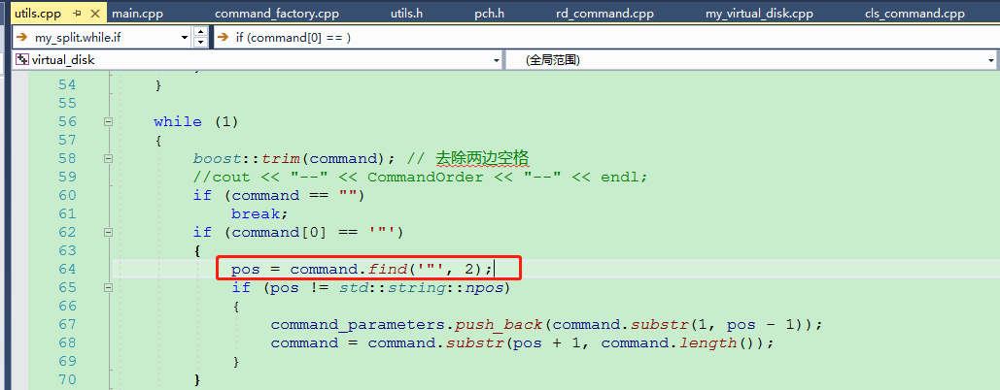 utils.cpp main.cpp command_factory.cpp utils.h pch.h rd_command.cpp my_virtual_disk.cpp cls_command.cpp
my_split.while.if if (command[0] == )
virtual_disk (全局范围)
54 }
55
56 while (1)
57 {
58 boost::trim(command); // 去除两边空格
59 //cout << "--" << CommandOrder << "--" << endl;
60 if (command == "")
61 break;
62 if (command[0] == '"')
63 {
64 pos = command.find('"', 2);
65 if (pos != std::string::npos)
66 {
67 command_parameters.push_back(command.substr(1, pos - 1));
68 command = command.substr(pos + 1, command.length());
69 }
70 }